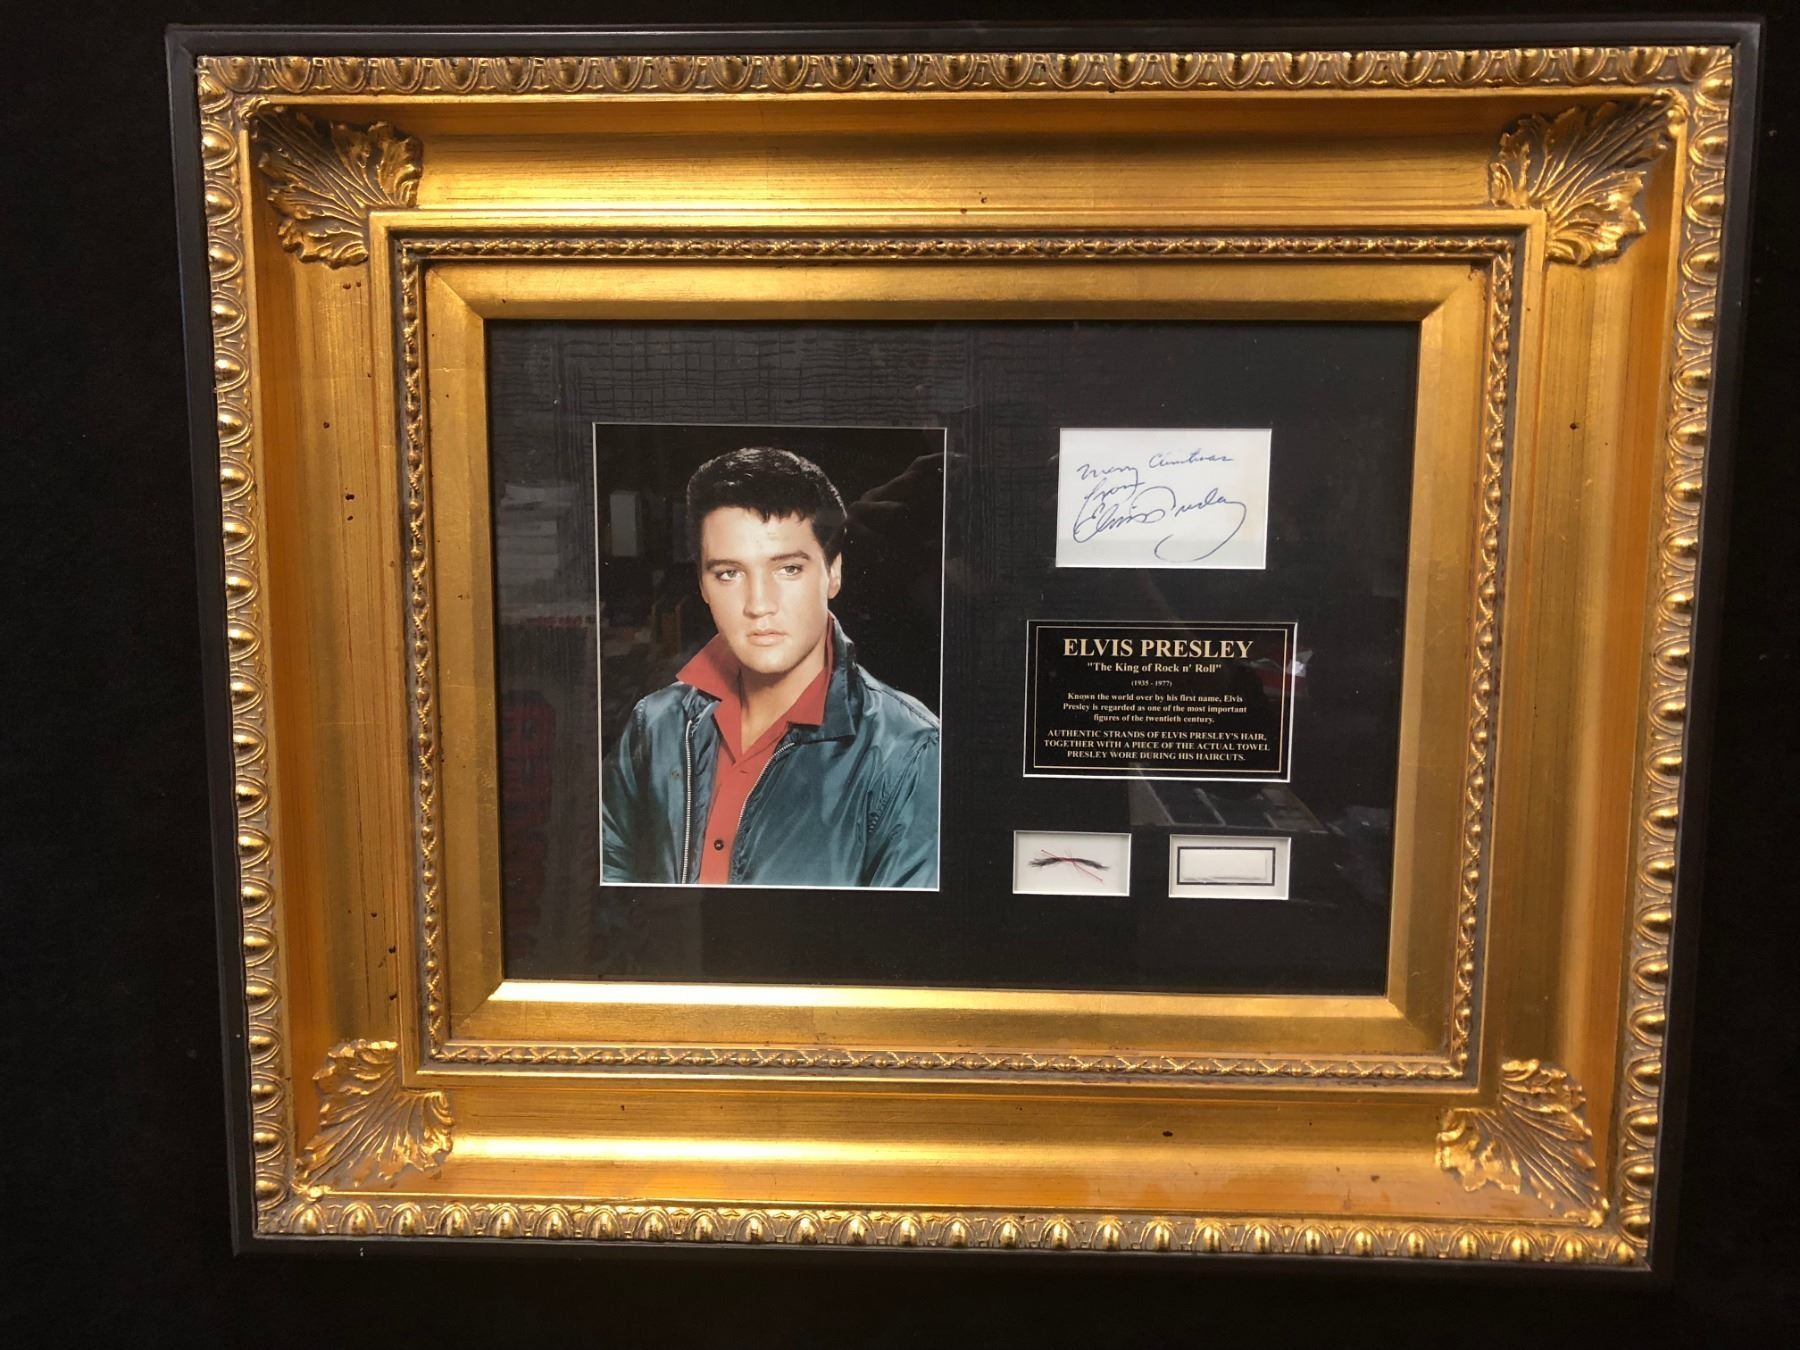 Merry Christmas
from
Elvis Presley
ELVIS PRESLEY
"The King of Rock n' Roll"
(1935 - 1977)
Known the world over by his first name, Elvis
Presley is regarded as one of the most important
figures of the twentieth century.
AUTHENTIC STRANDS OF ELVIS PRESLEY'S HAIR,
TOGETHER WITH A PIECE OF THE ACTUAL TOWEL
PRESLEY WORE DURING HIS HAIRCUTS.